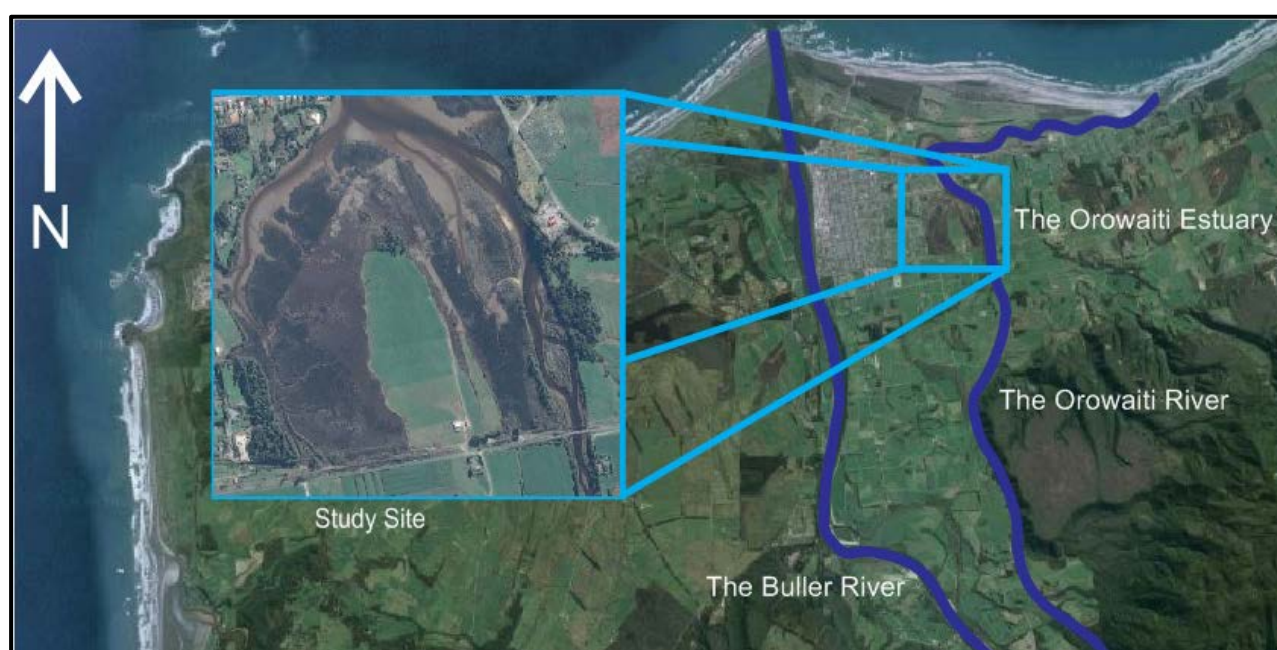 N
The Orowaiti Estuary
The Orowaiti River
Study Site
The Buller River